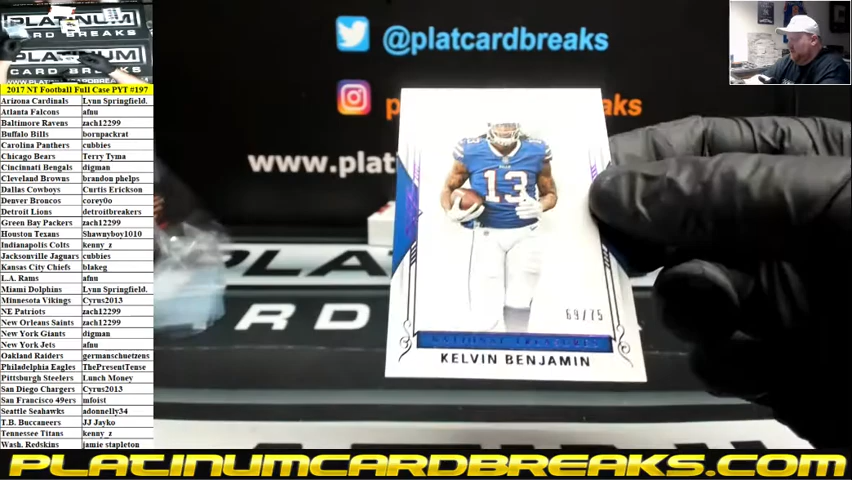 PLATINUM
CARD BREAKS
2017 NT Football Full Case PYT #197
Arizona Cardinals Lynn Springfield.
Atlanta Falcons afnu
Baltimore Ravens zach12299
Buffalo Bills bornpackrat
Carolina Panthers cubbies
Chicago Bears Terry Tyma
Cincinnati Bengals digman
Cleveland Browns brandon phelps
Dallas Cowboys Curtis Erickson
Denver Broncos corey0o
Detroit Lions detroitbreakers
Green Bay Packers zach12299
Houston Texans Shawnyboy1010
Indianapolis Colts kenny_z
Jacksonville Jaguars cubbies
Kansas City Chiefs blakeg
L.A. Rams afnu
Miami Dolphins Lynn Springfield.
Minnesota Vikings Cyrus2013
NE Patriots zach12299
New Orleans Saints zach12299
New York Giants digman
New York Jets afnu
Oakland Raiders germanschuetzens
Philadelphia Eagles ThePresentTense
Pittsburgh Steelers Lunch Money
San Diego Chargers Cyrus2013
San Francisco 49ers mfoist
Seattle Seahawks adonnelly34
T.B. Buccaneers JJ Jayko
Tennessee Titans kenny_z
Wash. Redskins jamie stapleton
@platcardbreaks
www.plat
aks
PLA
RD
13
69/75
NATIONAL TREASURES
KELVIN BENJAMIN
PLATINUMCARDBREAKS.COM